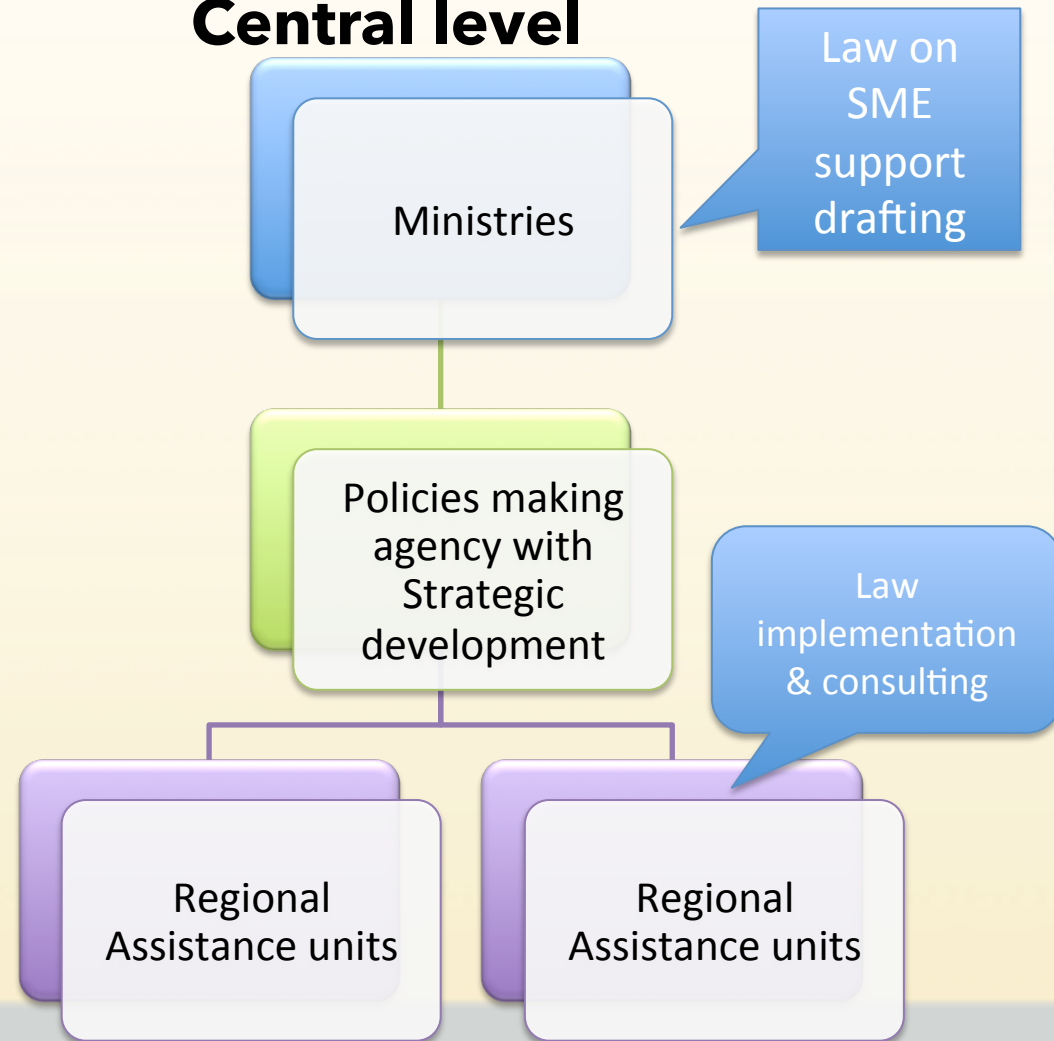 Central level
Law on
SME
support
drafting
Ministries
Policies making
agency with
Strategic
development
Law
implementation
& consulting
Regional
Assistance units
Regional
Assistance units